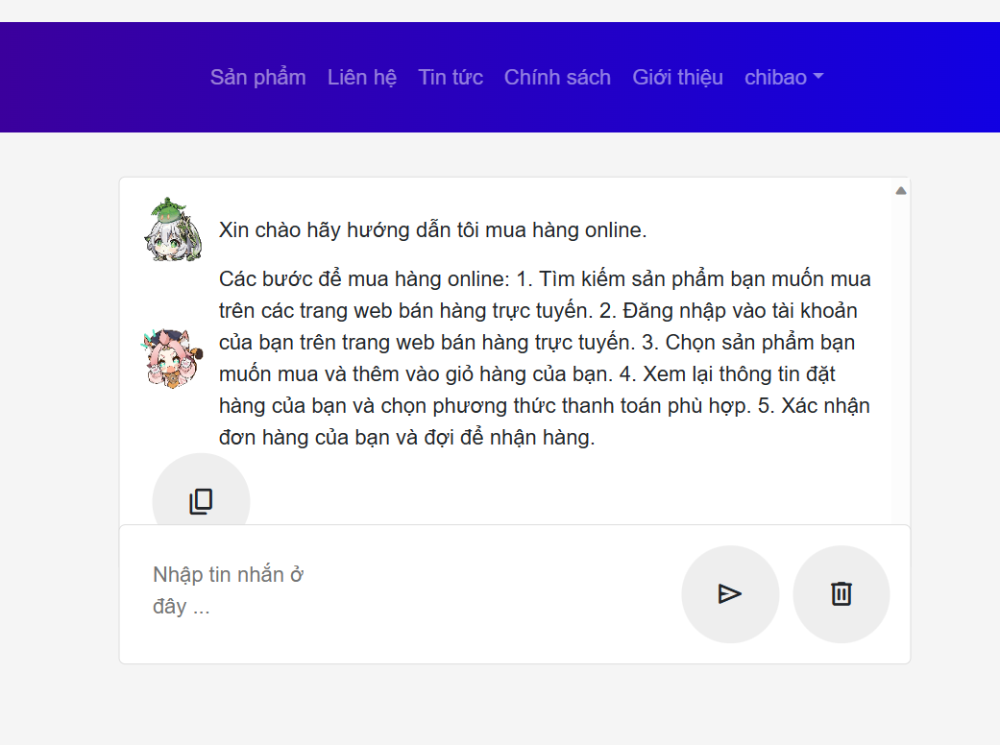 Sản phẩm Liên hệ Tin tức Chính sách Giới thiệu chibao
Xin chào hãy hướng dẫn tôi mua hàng online.
Các bước để mua hàng online: 1. Tìm kiếm sản phẩm bạn muốn mua
trên các trang web bán hàng trực tuyến. 2. Đăng nhập vào tài khoản
của bạn trên trang web bán hàng trực tuyến. 3. Chọn sản phẩm bạn
muốn mua và thêm vào giỏ hàng của bạn. 4. Xem lại thông tin đặt
hàng của bạn và chọn phương thức thanh toán phù hợp. 5. Xác nhận
đơn hàng của bạn và đợi để nhận hàng.
Nhập tin nhắn ở
đây ...